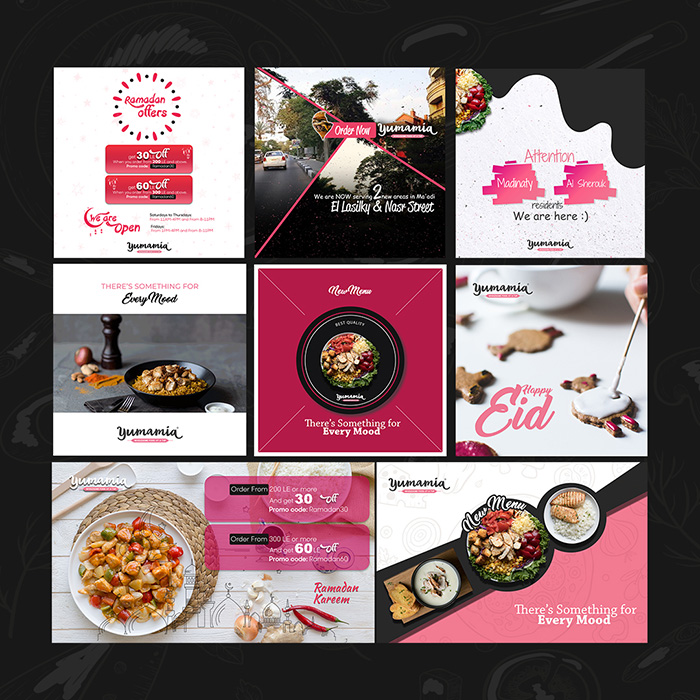 Ramadan
offers
get 30 LE off
When you order from 200 LE and above
Promo code: Ramadan30
get 60 LE off
When you order from 300 LE and above
Promo code: Ramadan60
We are
Open
Saturdays to Thursdays:
Fridays:
yumamia
Order Now
yumamia
We are NOW serving 2 new areas in Ma'adi
El Lasilky & Nasr Street
Attention
Madinaty
Al Sherouk
residents
We are here :)
yumamia
THERE'S SOMETHING FOR
Every Mood
yumamia
New Menu
BEST QUALITY
yumamia
There's Something for
Every Mood
yumamia
Happy
Eid
yumamia
Order From 200 LE or more
And get 30 LE off
Promo code: Ramadan30
Order From 300 LE or more
And get 60 LE off
Promo code: Ramadan60
Ramadan
Kareem
yumamia
New Menu
There's Something for
Every Mood